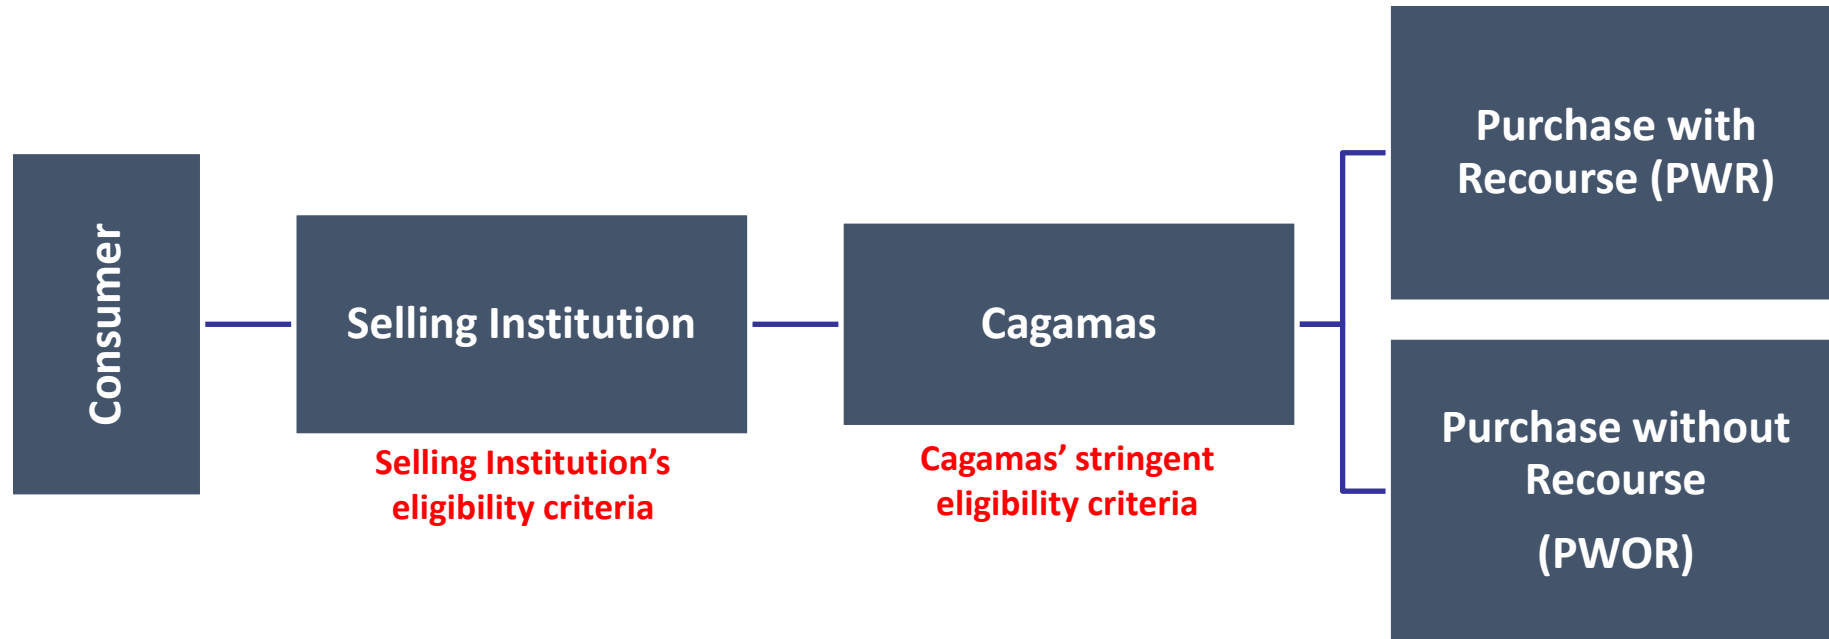 Consumer
Selling Institution
Selling Institution's
eligibility criteria
Cagamas
Cagamas’ stringent
eligibility criteria
Purchase with
Recourse (PWR)
Purchase without
Recourse
(PWOR)